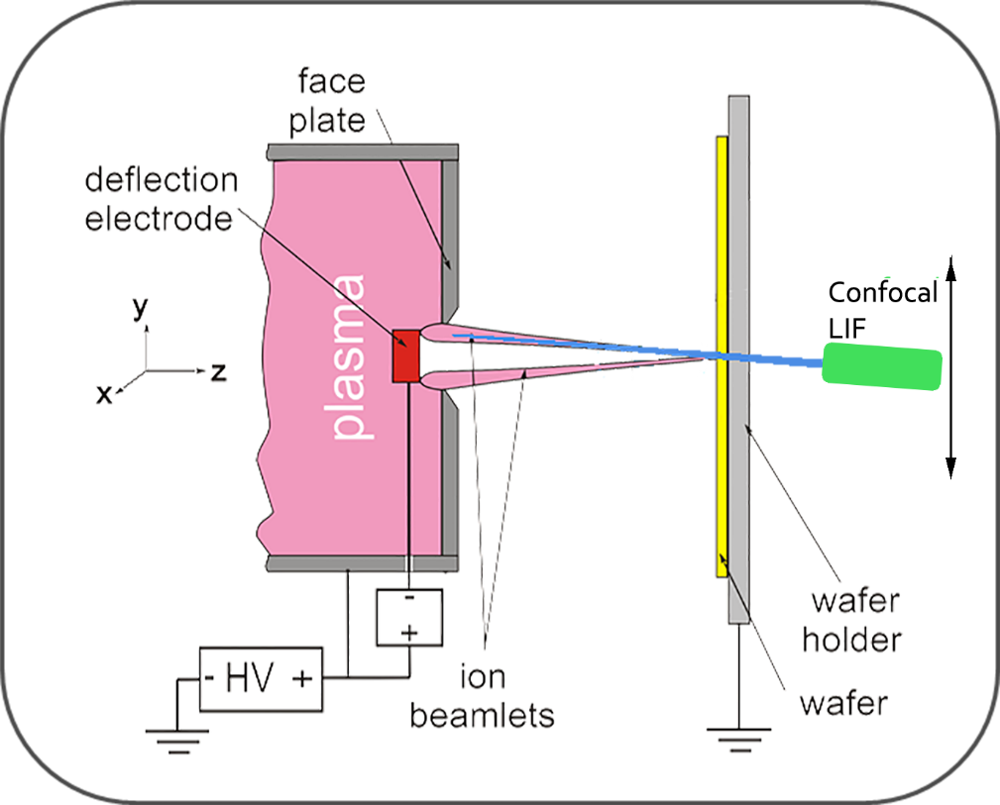 face
plate
deflection
electrode
plasma
y
z
x
Confocal
LIF
-
+
- HV +
ion
beamlets
wafer
holder
wafer